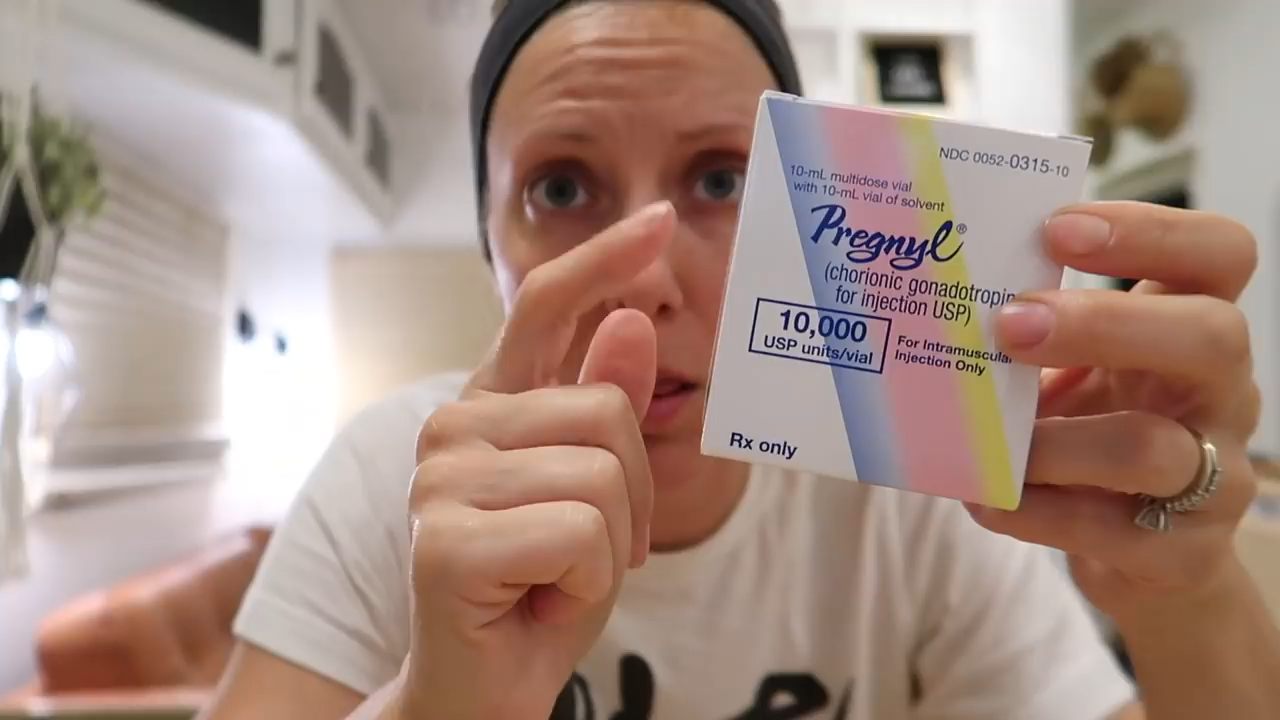 NDC 0052-0315-10
10-mL multidose vial
with 10-mL vial of solvent
Pregnyl®
(chorionic gonadotropin
for injection USP)
10,000
USP units/vial
For Intramuscular
Injection Only
Rx only